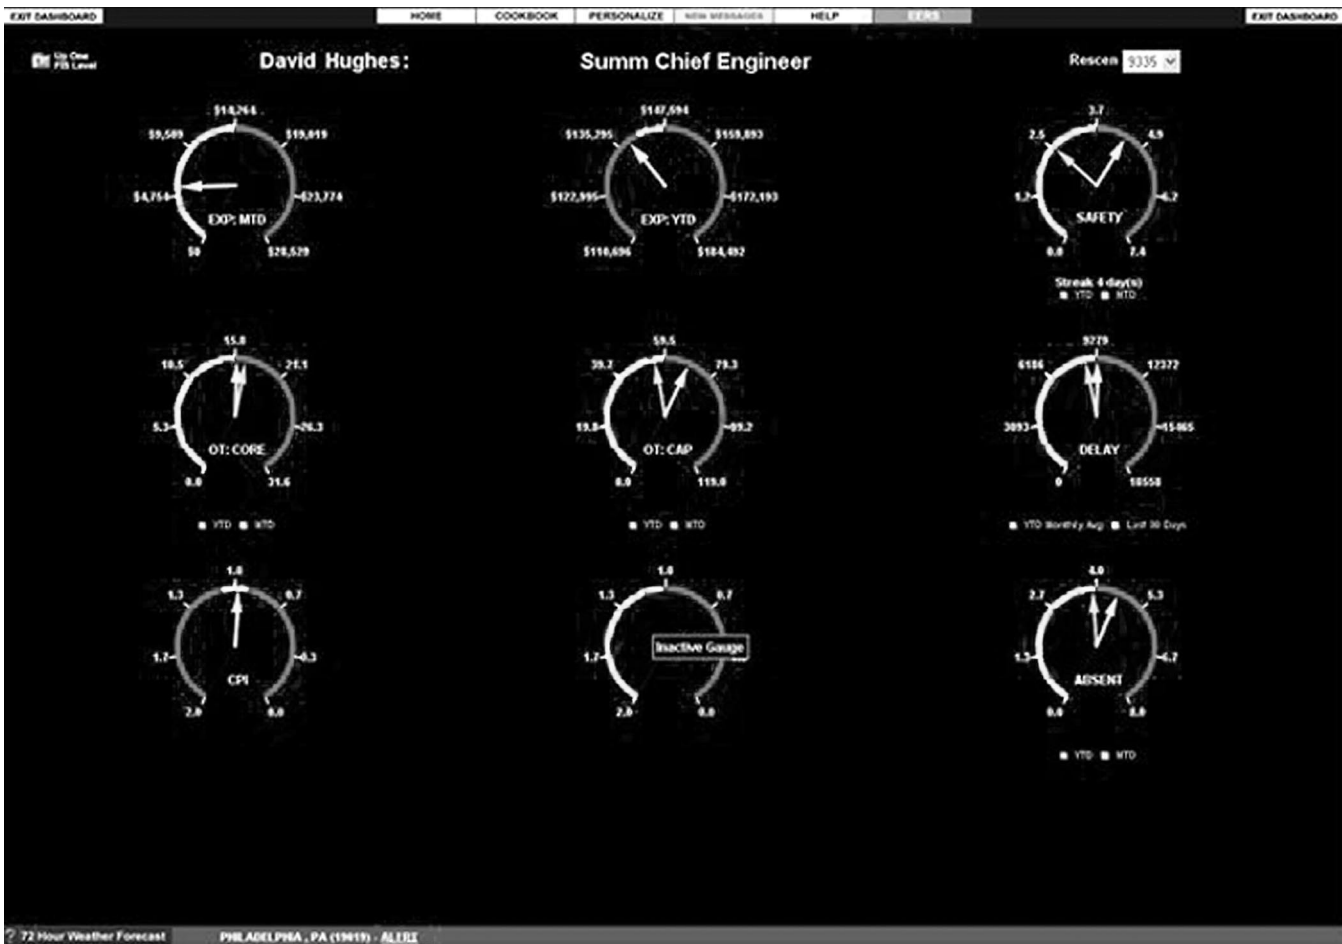 EXIT DASHBOARD
HOME
COOKBOOK
PERSONALIZE
NEW MESSAGES
HELP
EERS
EXIT DASHBOARD
Up One
David Hughes:
Summ Chief Engineer
Rescen 9335
$14,264
$9,509 $19,019
$4,754 $23,774
EXP: MTD
$0 $28,529
$147,594
$135,295 $159,893
$122,995 $172,193
EXP: YTD
$110,696 $184,492
3.7
2.5 4.9
1.2 6.2
SAFETY
0.0 7.4
Streak 4 day(s)
YTD MTD
15.8
10.5 21.1
5.3 26.3
OT: CORE
0.0 31.6
YTD MTD
59.5
39.7 79.3
19.8 99.2
OT: CAP
0.0 119.0
YTD MTD
9279
6186 12372
3093 15465
DELAY
0 18558
YTD Monthly Avg Last 30 Days
1.0
1.3 0.7
1.7 0.3
CPI
2.0 0.0
1.0
1.3 0.7
1.7
Inactive Gauge
2.0 0.0
4.0
2.7 5.3
1.3 6.7
ABSENT
0.0 8.0
YTD MTD
? 72 Hour Weather Forecast
PHILADELPHIA, PA (19019) - ALERT